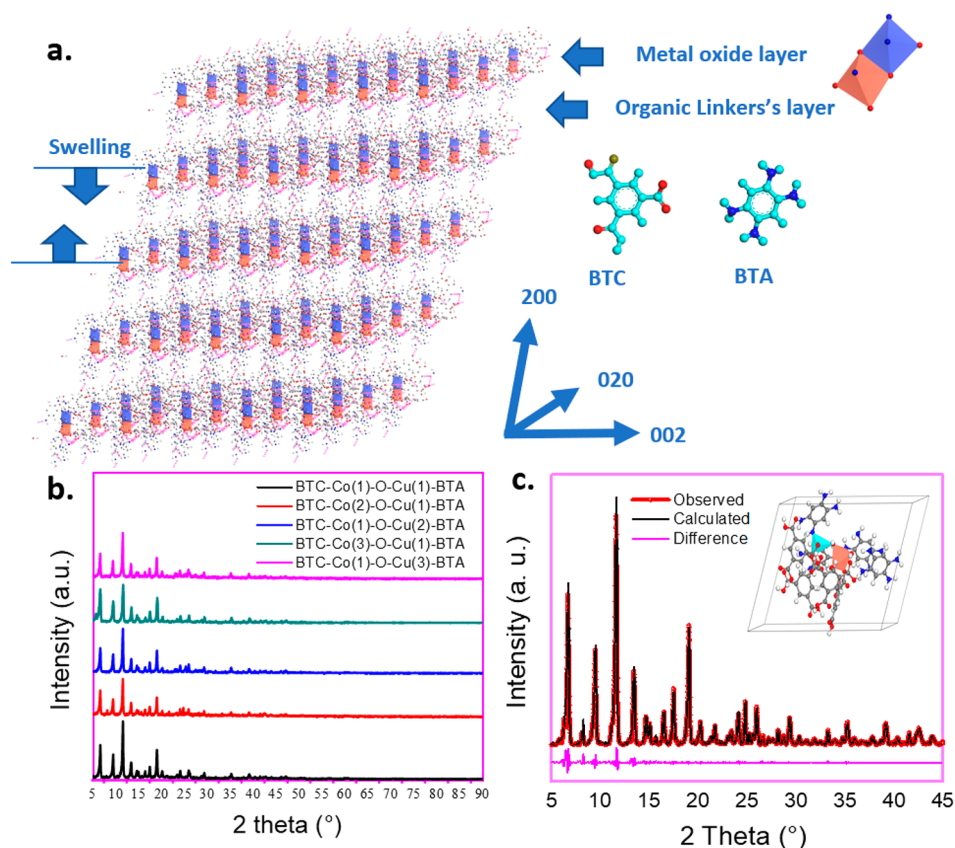 a.
Metal oxide layer
Organic Linkers's layer
Swelling
BTC
BTA
200
020
002
b.
BTC-Co(1)-O-Cu(1)-BTA
BTC-Co(2)-O-Cu(1)-BTA
BTC-Co(1)-O-Cu(2)-BTA
BTC-Co(3)-O-Cu(1)-BTA
BTC-Co(1)-O-Cu(3)-BTA
Intensity (a.u.)
5 10 15 20 25 30 35 40 45 50 55 60 65 70 75 80 85 90
2 theta (°)
c.
Observed
Calculated
Difference
Intensity (a. u.)
5 10 15 20 25 30 35 40 45
2 Theta (°)